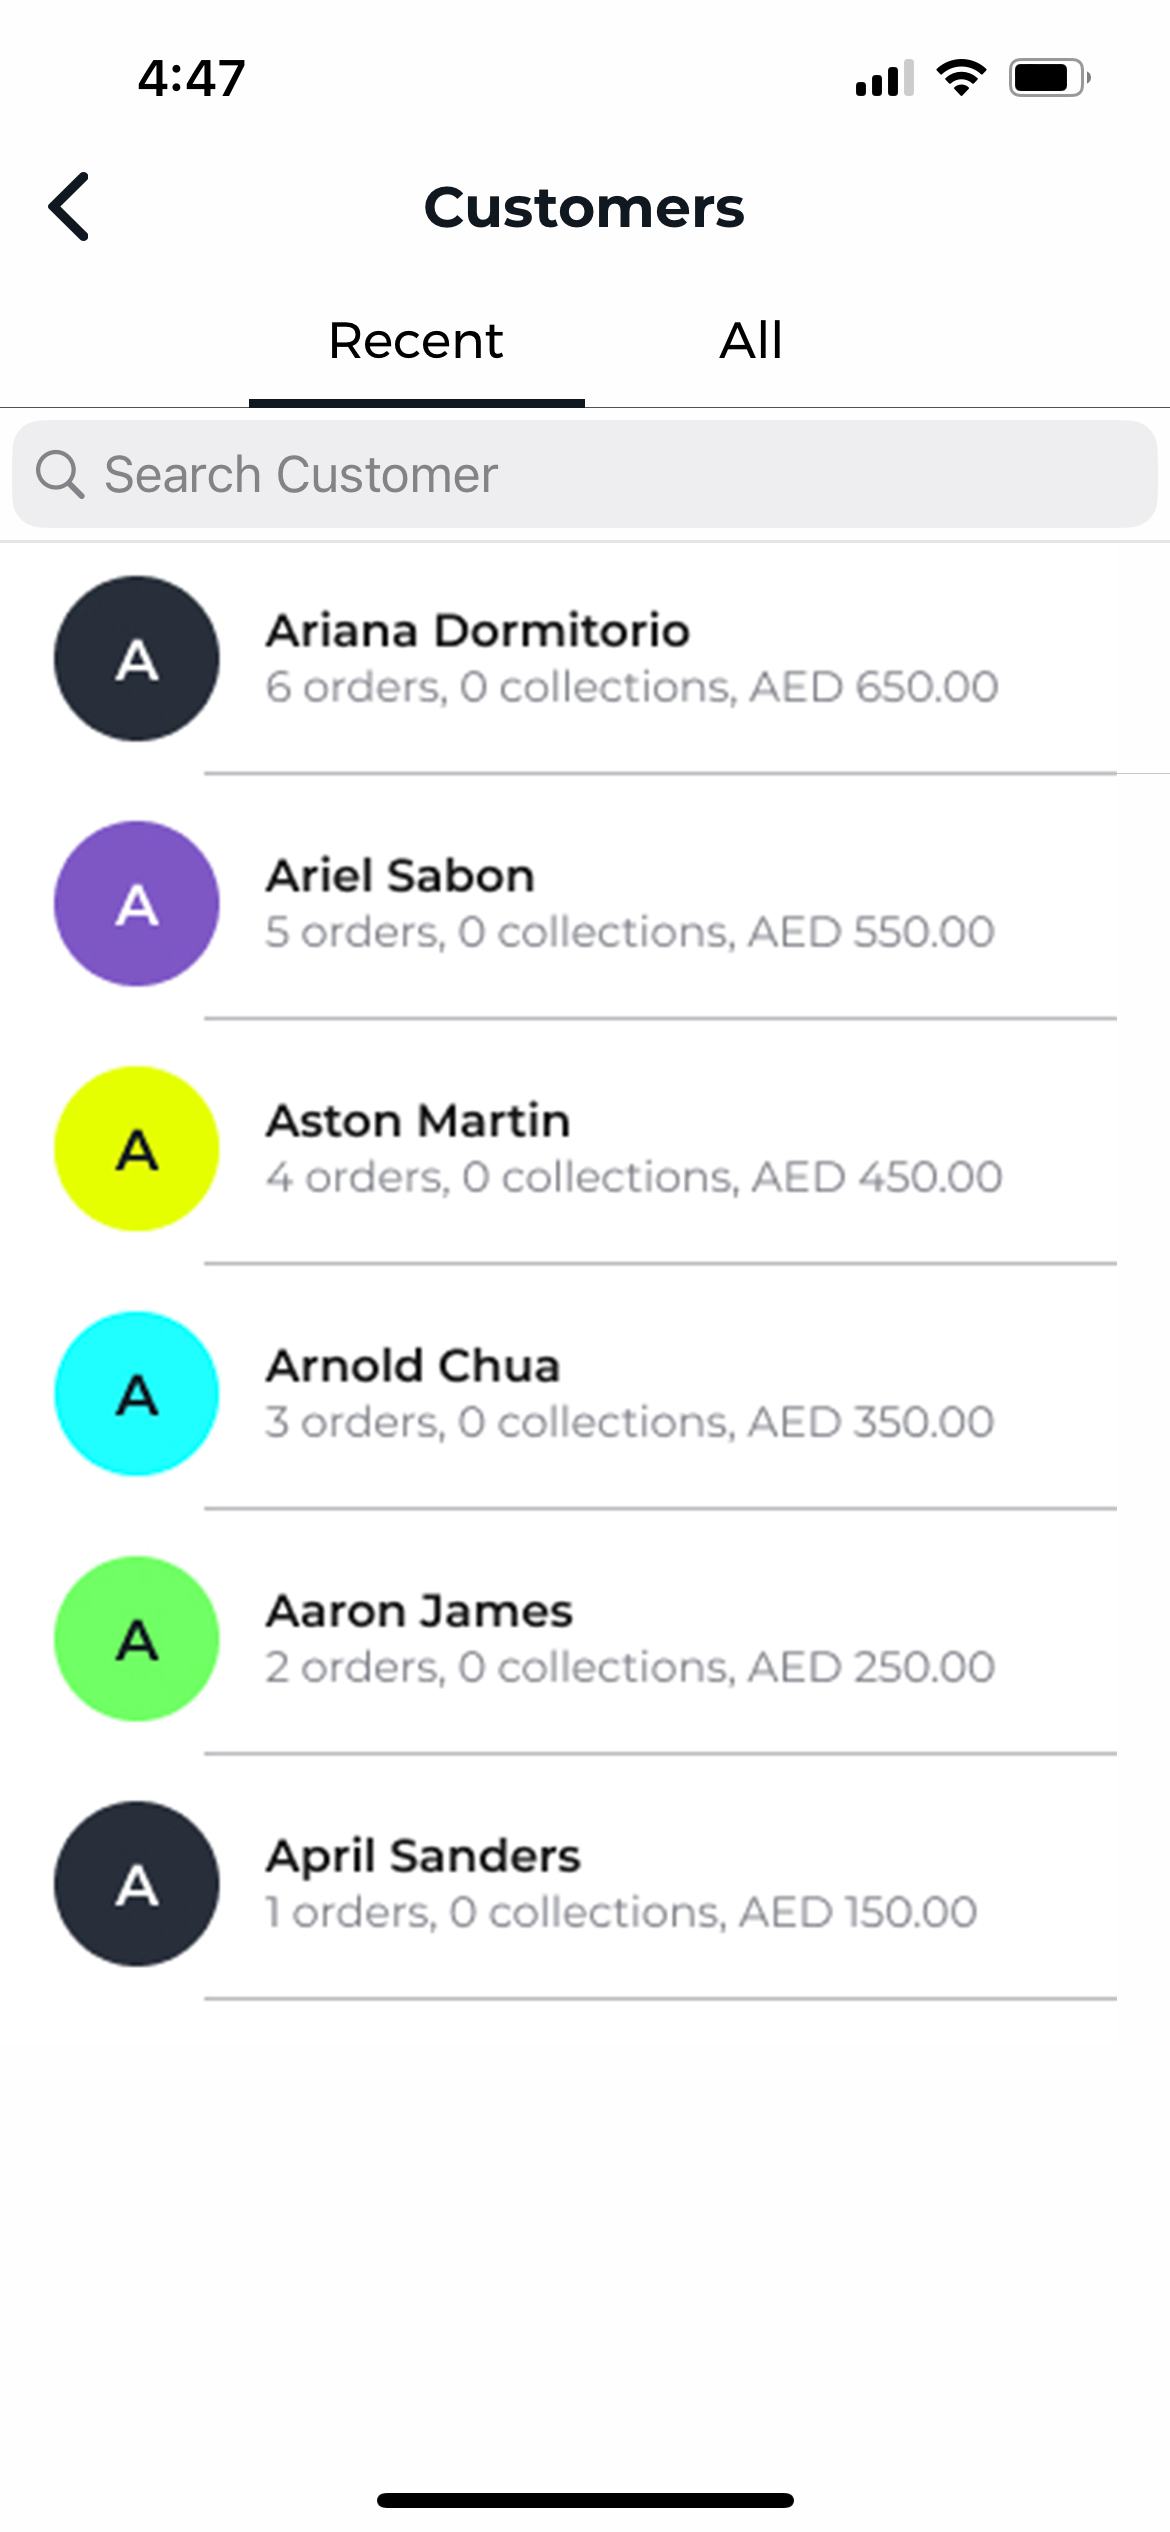 4:47
Customers
Recent
All
Search Customer
A
Ariana Dormitorio
6 orders, 0 collections, AED 650.00
A
Ariel Sabon
5 orders, 0 collections, AED 550.00
A
Aston Martin
4 orders, 0 collections, AED 450.00
A
Arnold Chua
3 orders, 0 collections, AED 350.00
A
Aaron James
2 orders, 0 collections, AED 250.00
A
April Sanders
1 orders, 0 collections, AED 150.00